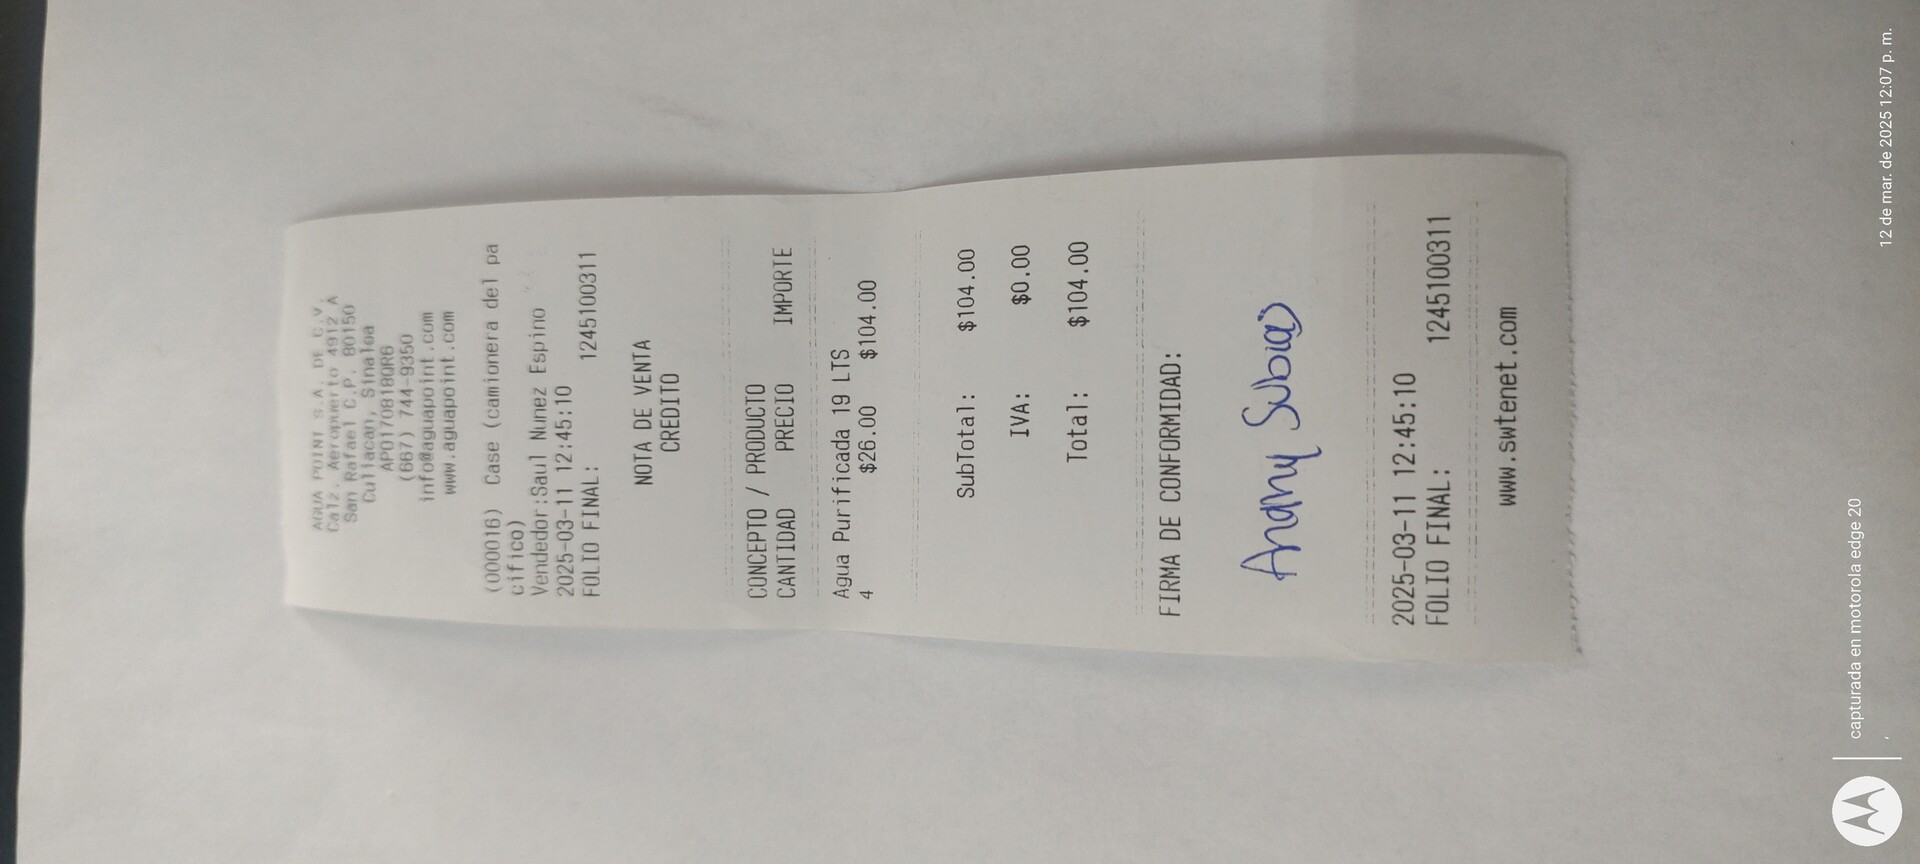 AGUA POINT S.A. DE C.V.
Calz. Aeropuerto 4912 A
San Rafael C.P. 80150
Culiacan, Sinaloa
APO170818QR6
(667) 744-9350
info@aguapoint.com
www.aguapoint.com
(000016) Case (camionera del pa
cifico)
Vendedor:Saul Nunez Espino
2025-03-11 12:45:10
FOLIO FINAL: 1245100311
NOTA DE VENTA
CREDITO
CONCEPTO / PRODUCTO
CANTIDAD PRECIO IMPORTE
Agua Purificada 19 LTS
4 $26.00 $104.00
SubTotal: $104.00
IVA: $0.00
Total: $104.00
FIRMA DE CONFORMIDAD:
Anany Subia
2025-03-11 12:45:10
FOLIO FINAL: 1245100311
www.swtenet.com
capturada en motorola edge 20
12 de mar. de 2025 12:07 p. m.